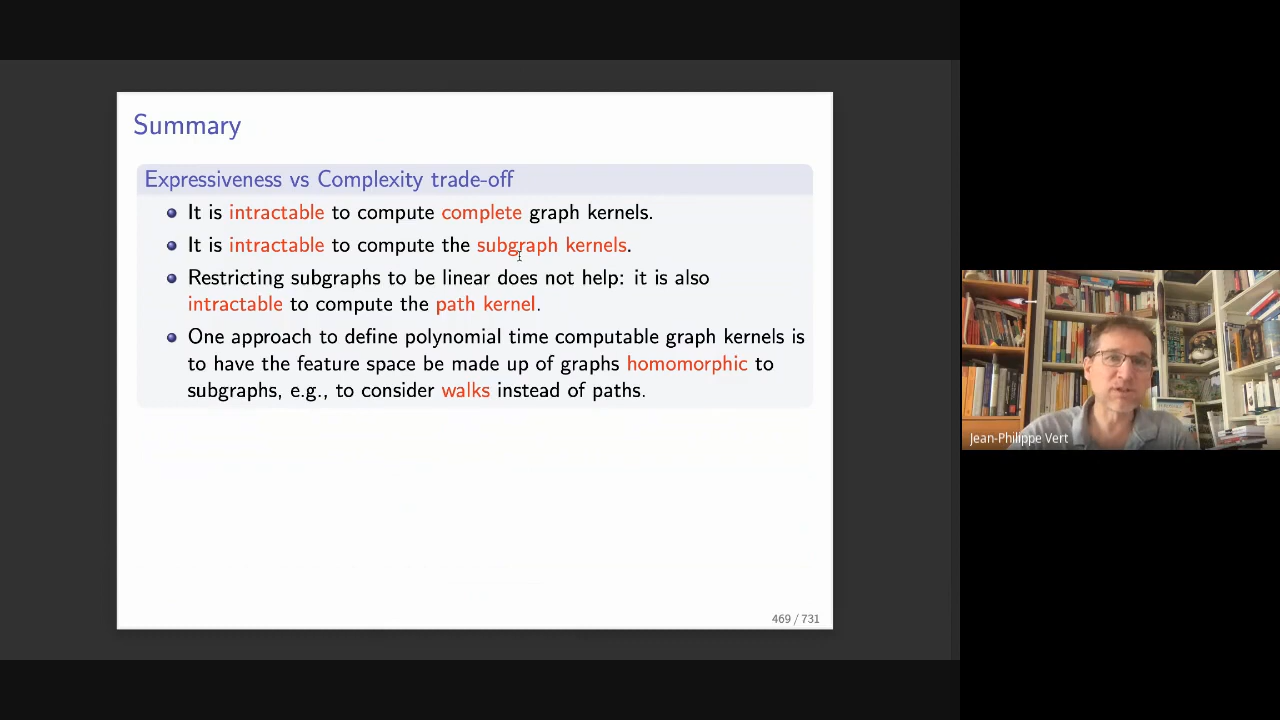 Summary
Expressiveness vs Complexity trade-off
It is intractable to compute complete graph kernels.
It is intractable to compute the subgraph kernels.
Restricting subgraphs to be linear does not help: it is also
intractable to compute the path kernel.
One approach to define polynomial time computable graph kernels is
to have the feature space be made up of graphs homomorphic to
subgraphs, e.g., to consider walks instead of paths.
469 / 731
Jean-Philippe Vert